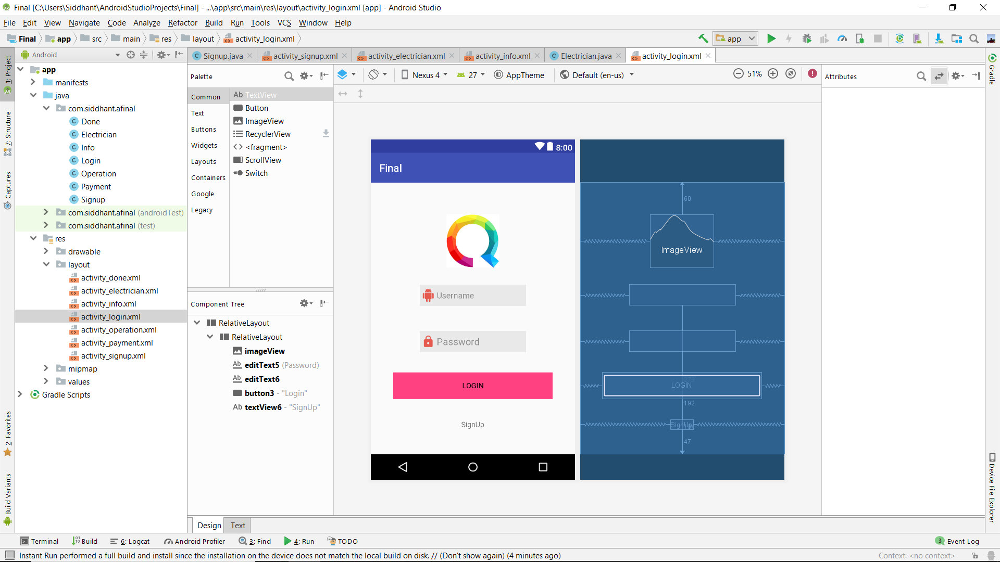 Final [C:\Users\Siddhant\AndroidStudioProjects\Final] - ...\app\src\main\res\layout\activity_login.xml [app] - Android Studio
File Edit View Navigate Code Analyze Refactor Build Run Tools VCS Window Help
Final app src main res layout activity_login.xml
app
Android
Signup.java activity_signup.xml activity_electrician.xml activity_info.xml Electrician.java activity_login.xml
1: Project
7: Structure
Captures
2: Favorites
Build Variants
app
manifests
java
com.siddhant.afinal
Done
Electrician
Info
Login
Operation
Payment
Signup
com.siddhant.afinal (androidTest)
com.siddhant.afinal (test)
res
drawable
layout
activity_done.xml
activity_electrician.xml
activity_info.xml
activity_login.xml
activity_operation.xml
activity_payment.xml
activity_signup.xml
mipmap
values
Gradle Scripts
Palette
Common
Text
Buttons
Widgets
Layouts
Containers
Google
Legacy
Ab TextView
Button
ImageView
RecyclerView
<fragment>
ScrollView
Switch
Component Tree
RelativeLayout
RelativeLayout
imageView
Ab editText5 (Password)
Ab editText6
button3 - "Login"
Ab textView6 - "SignUp"
Nexus 4 27 AppTheme Default (en-us) 51%
8:00
Final
Username
Password
LOGIN
SignUp
60
ImageView
LOGIN
192
SignUp
47
Attributes
Gradle
Device File Explorer
Design Text
Terminal Build 6: Logcat Android Profiler 3: Find 4: Run TODO 3 Event Log
Instant Run performed a full build and install since the installation on the device does not match the local build on disk. // (Don't show again) (4 minutes ago) Context: <no context>